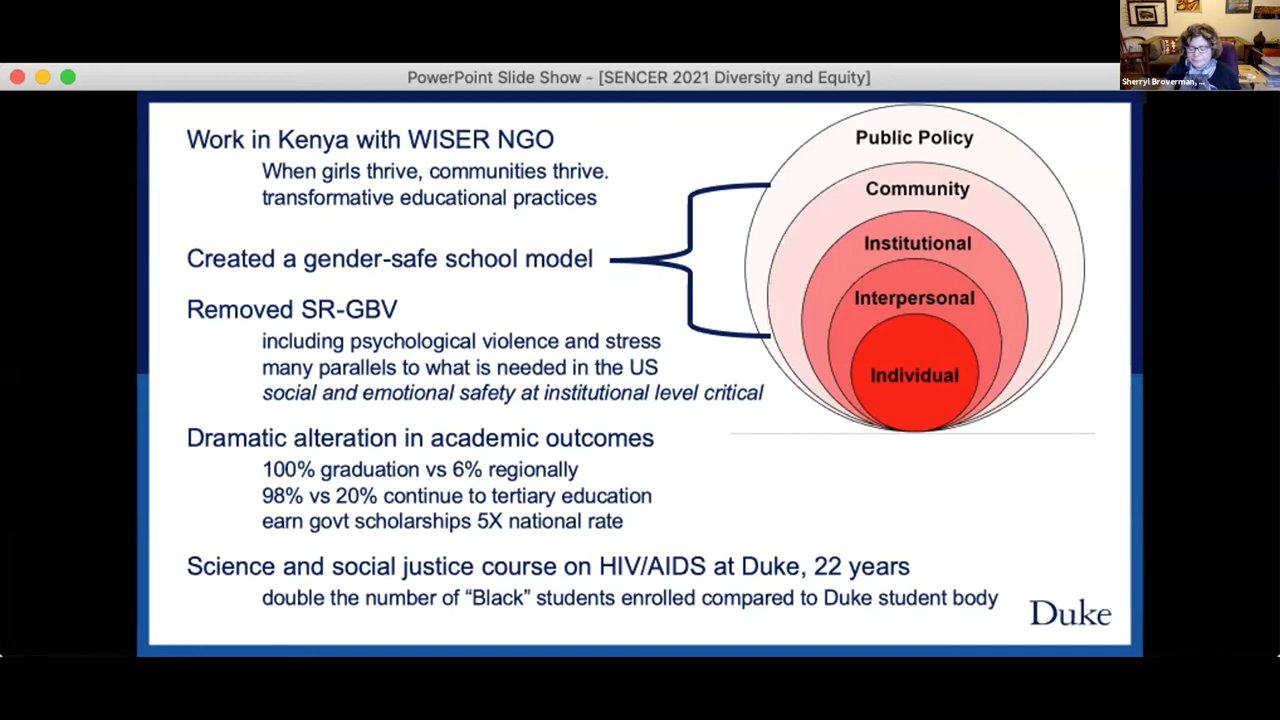 Sherryl Broverman, ...
PowerPoint Slide Show - [SENCER 2021 Diversity and Equity]
Work in Kenya with WISER NGO
When girls thrive, communities thrive.
transformative educational practices
Created a gender-safe school model
Removed SR-GBV
including psychological violence and stress
many parallels to what is needed in the US
social and emotional safety at institutional level critical
Dramatic alteration in academic outcomes
100% graduation vs 6% regionally
98% vs 20% continue to tertiary education
earn govt scholarships 5X national rate
Science and social justice course on HIV/AIDS at Duke, 22 years
double the number of “Black” students enrolled compared to Duke student body
Public Policy
Community
Institutional
Interpersonal
Individual
Duke